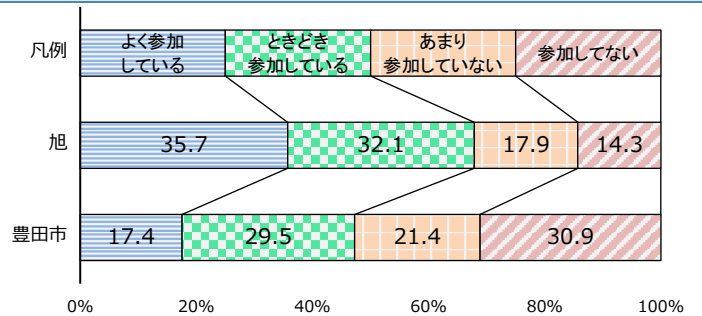 凡例
よく参加
している
ときどき
参加している
あまり
参加していない
参加してない
旭
35.7
32.1
17.9
14.3
豊田市
17.4
29.5
21.4
30.9
0%
20%
40%
60%
80%
100%